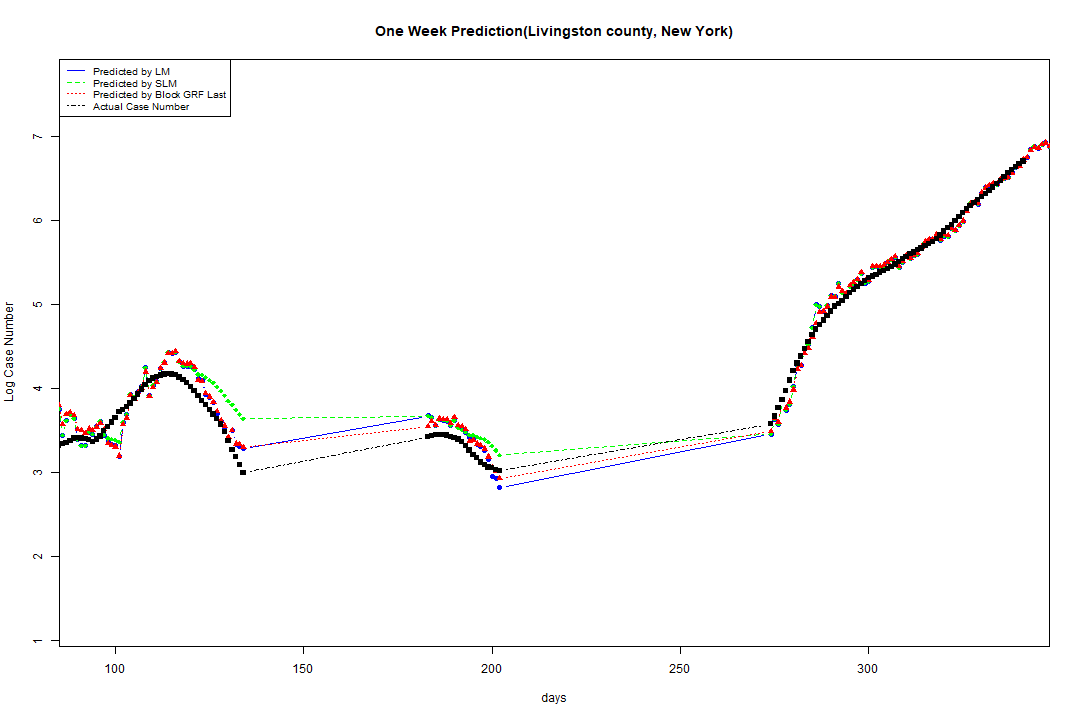 One Week Prediction(Livingston county, New York)
Predicted by LM
Predicted by SLM
Predicted by Block GRF Last
Actual Case Number
Log Case Number
7
6
5
4
3
2
1
100 150 200 250 300
days